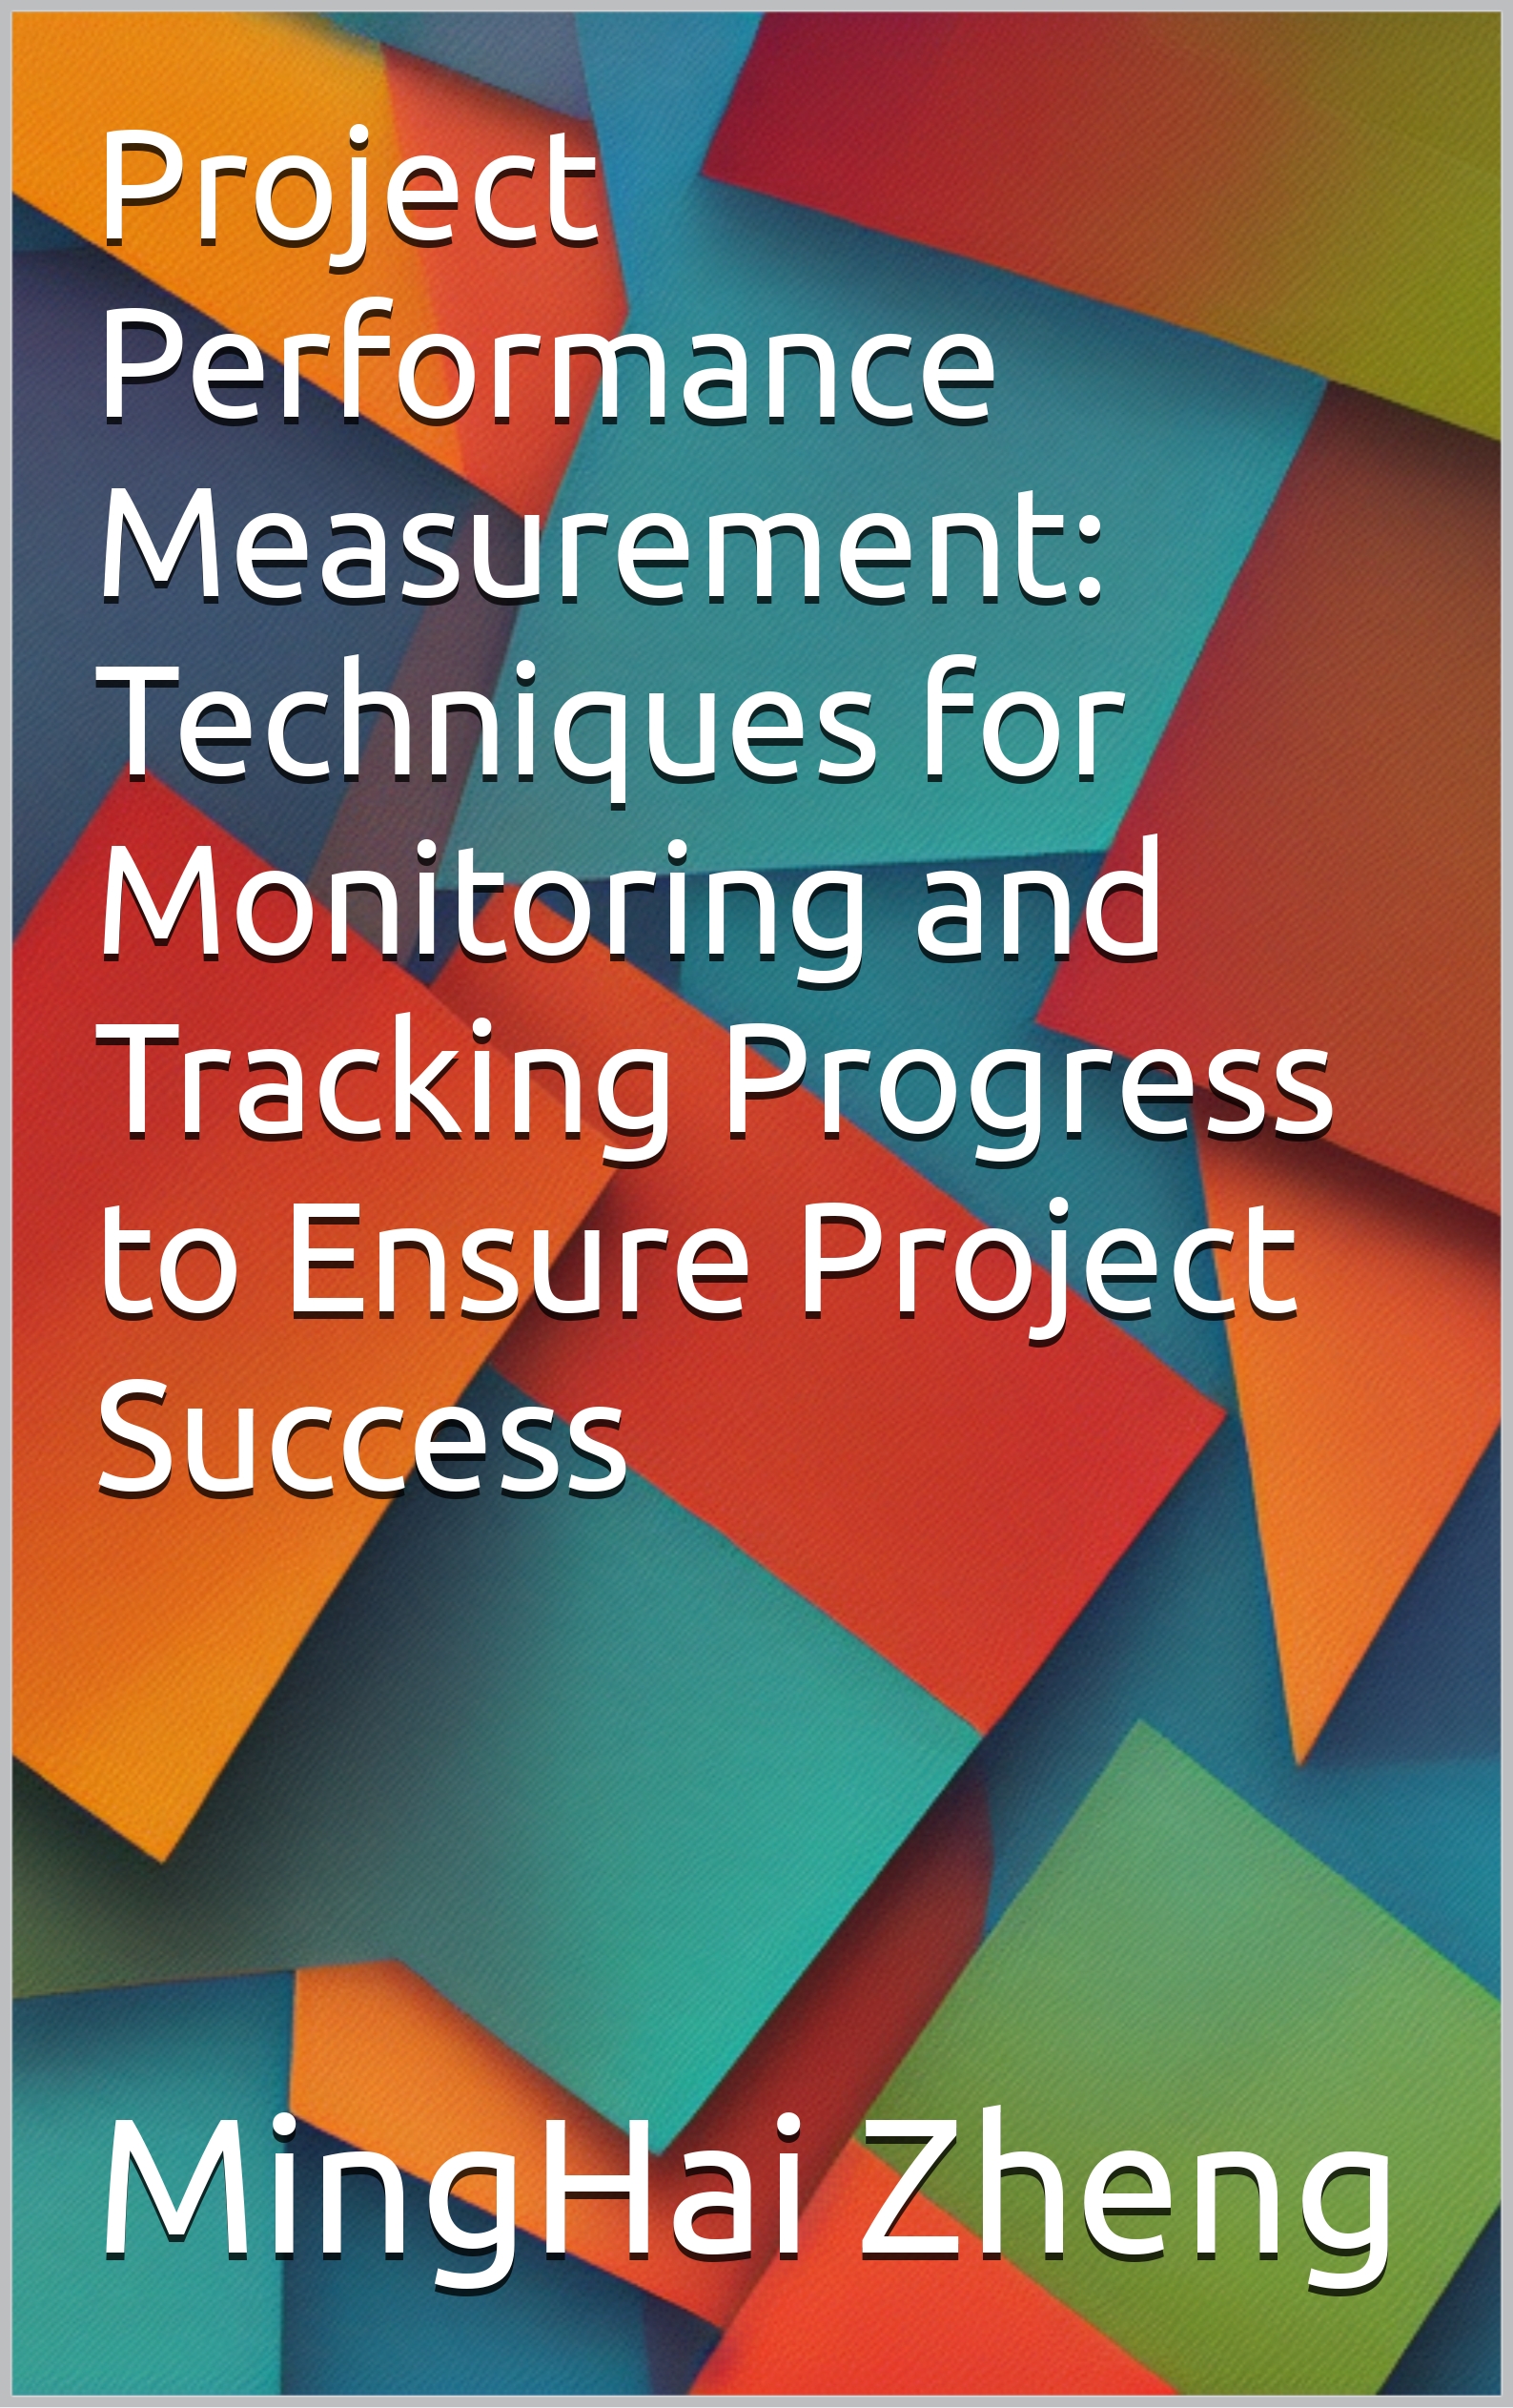 Project
Performance
Measurement:
Techniques for
Monitoring and
Tracking Progress
to Ensure Project
Success
MingHai Zheng